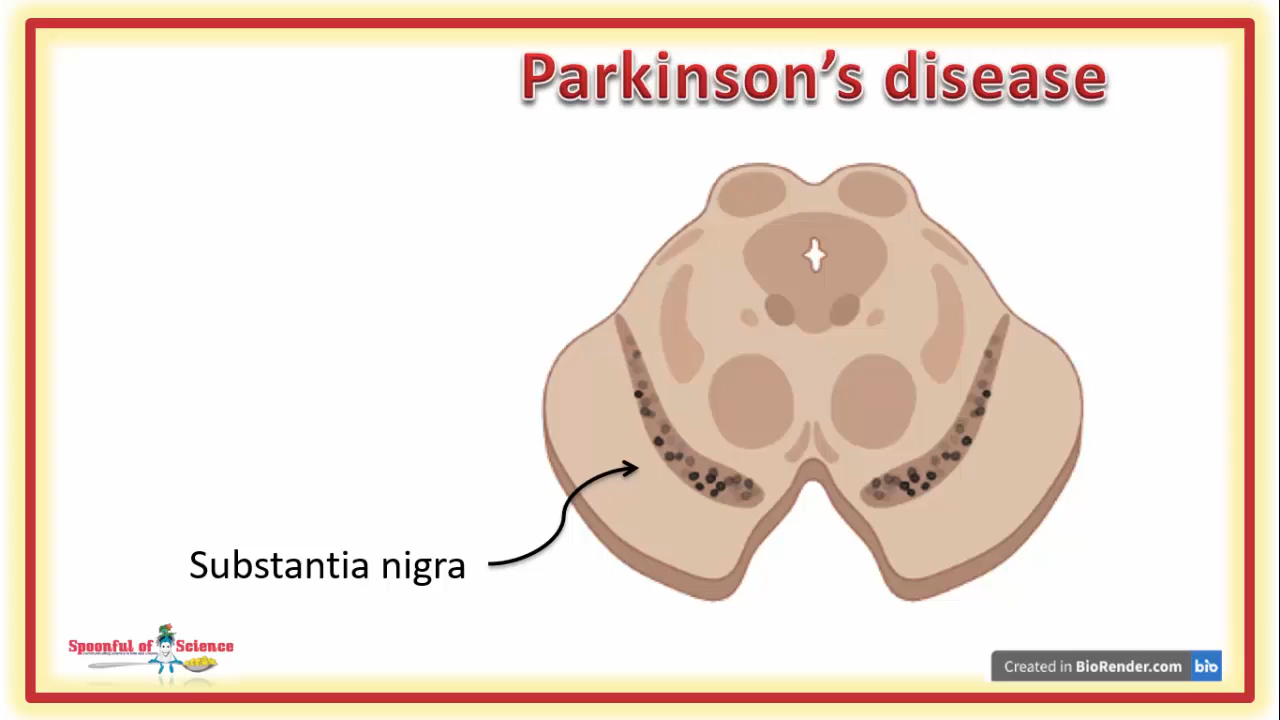 Parkinson’s disease
Substantia nigra
Spoonful of Science
Created in BioRender.com bio